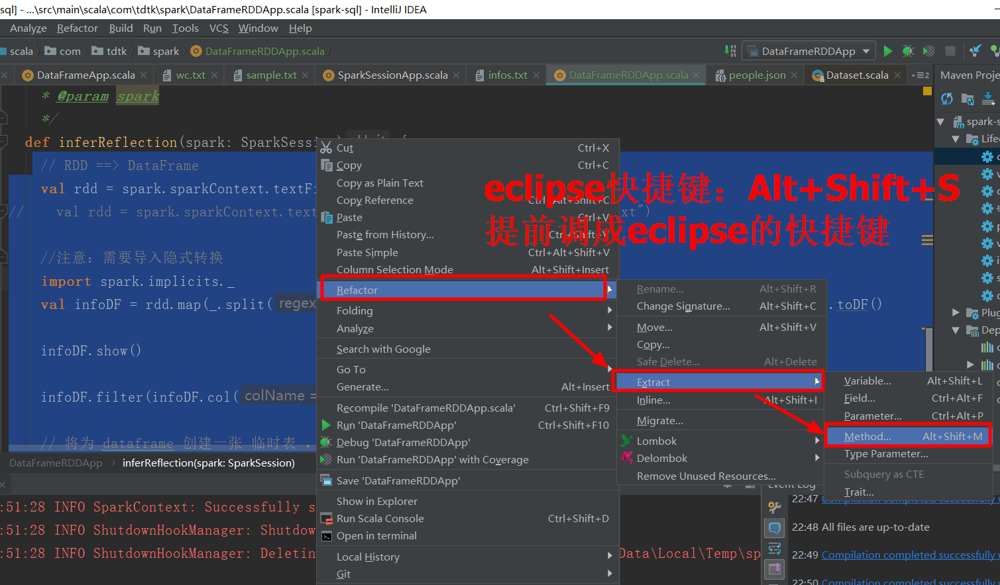 sql] - ...\src\main\scala\com\tdtk\spark\DataFrameRDDApp.scala [spark-sql] - IntelliJ IDEA
Analyze Refactor Build Run Tools VCS Window Help
scala com tdtk spark DataFrameRDDApp.scala DataFrameRDDApp
DataFrameApp.scala wc.txt sample.txt SparkSessionApp.scala infos.txt DataFrameRDDApp.scala people.json Dataset.scala Maven Proje
* @param spark
*/
def inferReflection(spark: SparkSess
// RDD ==> DataFrame
val rdd = spark.sparkContext.textFi
// val rdd = spark.sparkContext.text xt")
//注意：需要导入隐式转换
import spark.implicits._
val infoDF = rdd.map(_.split( regex .toDF()
infoDF.show()
infoDF.filter(infoDF.col( colName =
// 将为 dataframe 创建一张 临时表，
DataFrameRDDApp inferReflection(spark: SparkSession)
eclipse快捷键：Alt+Shift+S
提前调成eclipse的快捷键
Cut Ctrl+X
Copy Ctrl+C
Copy as Plain Text
Copy Reference Ctrl+Alt+Shift+C
Paste Ctrl+V
Paste from History... Ctrl+Shift+V
Paste Simple Ctrl+Alt+Shift+V
Column Selection Mode Alt+Shift+Insert
Refactor
Folding
Analyze
Search with Google
Go To
Generate... Alt+Insert
Recompile 'DataFrameRDDApp.scala' Ctrl+Shift+F9
Run 'DataFrameRDDApp' Ctrl+Shift+F10
Debug 'DataFrameRDDApp'
Run 'DataFrameRDDApp' with Coverage
Save 'DataFrameRDDApp'
Show in Explorer
Run Scala Console Ctrl+Shift+D
Open in terminal
Local History
Git
Rename... Alt+Shift+R
Change Signature... Alt+Shift+C
Move... Alt+Shift+V
Copy...
Safe Delete... Alt+Delete
Extract
Inline... Alt+Shift+I
Migrate...
Lombok
Delombok
Remove Unused Resources...
Variable... Alt+Shift+L
Field... Ctrl+Alt+F
Parameter... Ctrl+Alt+P
Method... Alt+Shift+M
Type Parameter...
Subquery as CTE
Trait...
spark-s
Lifec
Plug
Dep
:51:28 INFO SparkContext: Successfully s
:51:28 INFO ShutdownHookManager: Shutdow
:51:28 INFO ShutdownHookManager: Deletin Data\Local\Temp\sp
Event Log
22:47 Compilation completed successfully w
22:48 All files are up-to-date
22:49 Compilation completed successfully w
22:50 Compilation completed successfully w